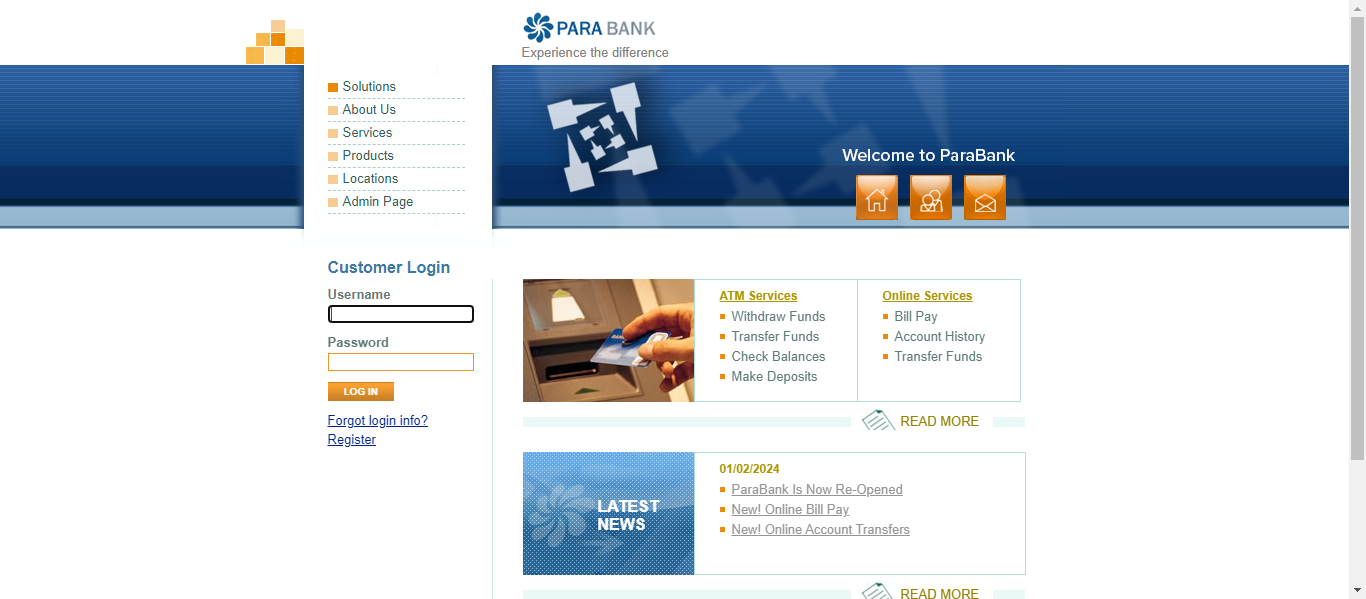 PARA BANK
Experience the difference
Solutions
About Us
Services
Products
Locations
Admin Page
Welcome to ParaBank
Customer Login
Username
Password
LOG IN
Forgot login info?
Register
ATM Services
Withdraw Funds
Transfer Funds
Check Balances
Make Deposits
Online Services
Bill Pay
Account History
Transfer Funds
READ MORE
LATEST
NEWS
01/02/2024
ParaBank Is Now Re-Opened
New! Online Bill Pay
New! Online Account Transfers
READ MORE